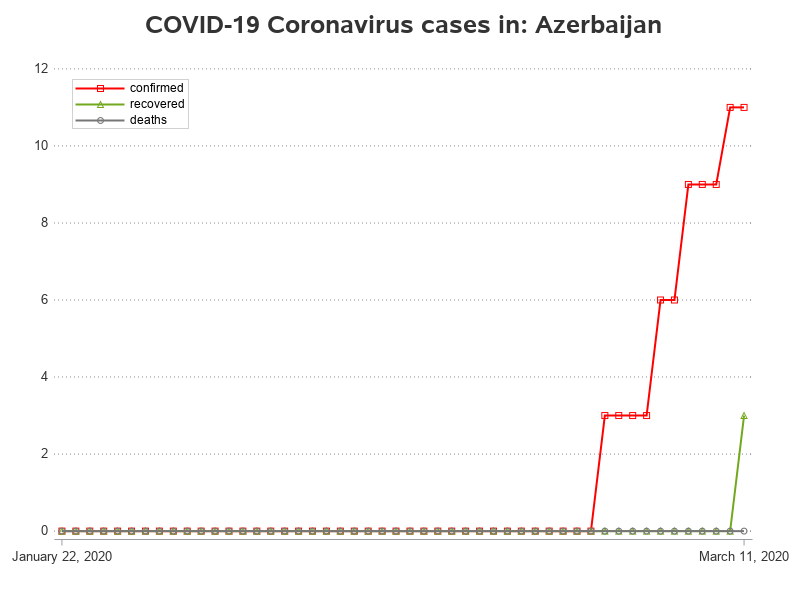 COVID-19 Coronavirus cases in: Azerbaijan
12
confirmed
recovered
deaths
10
8
6
4
2
0
January 22, 2020
March 11, 2020